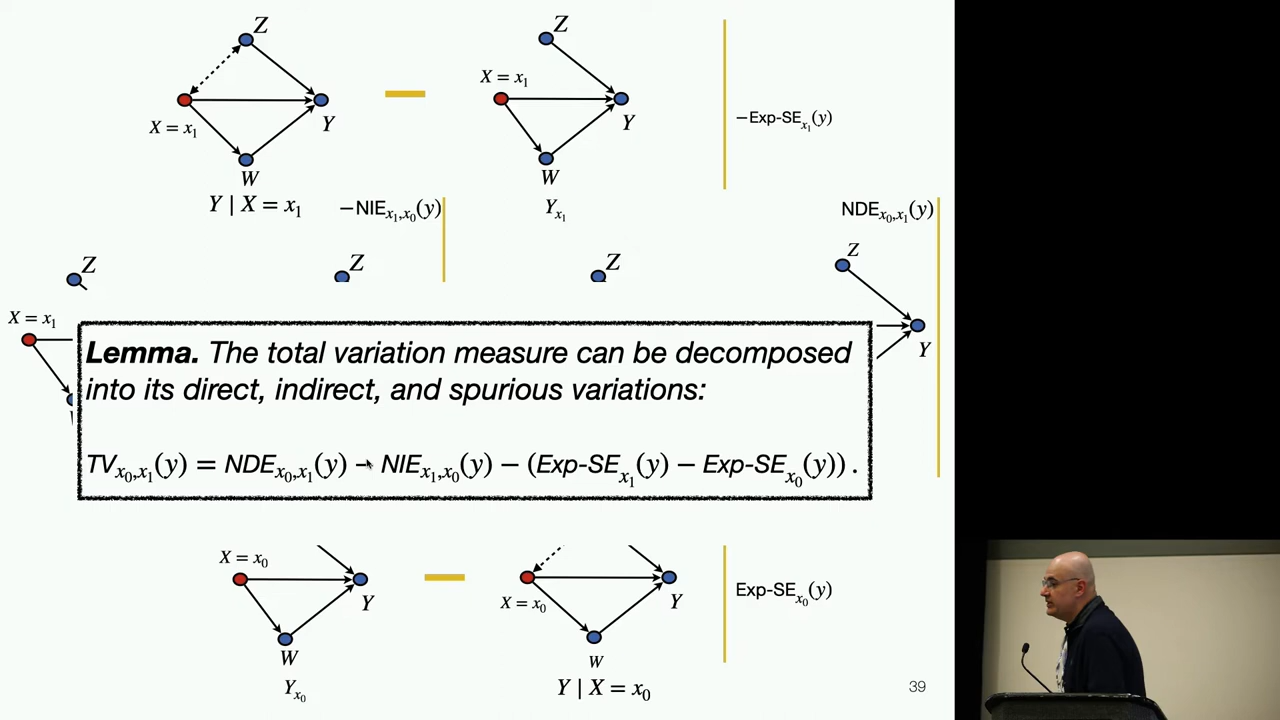 Z
Z
X = x₁
X = x₁
Y
Y
W
W
Y | X = x₁
Y_{x₁}
−Exp-SE_{x₁}(y)
−NIE_{x₁,x₀}(y)
NDE_{x₀,x₁}(y)
Z
Z
Z
Z
X = x₁
Y
Lemma. The total variation measure can be decomposed
into its direct, indirect, and spurious variations:
TV_{x₀,x₁}(y) = NDE_{x₀,x₁}(y) − NIE_{x₁,x₀}(y) − (Exp-SE_{x₁}(y) − Exp-SE_{x₀}(y)) .
X = x₀
Y
X = x₀
Y
Exp-SE_{x₀}(y)
W
W
Y_{x₀}
Y | X = x₀
39